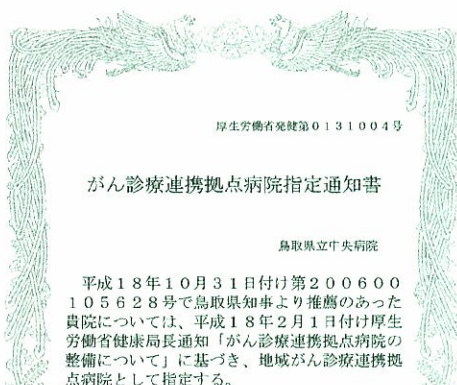 厚生労働省発健第0131004号
がん診療連携拠点病院指定通知書
鳥取県立中央病院
平成18年10月31日付け第200600
105628号で鳥取県知事より推薦のあった
貴院については、平成18年2月1日付け厚生
労働省健康局長通知「がん診療連携拠点病院の
整備について」に基づき、地域がん診療連携拠
点病院として指定する。